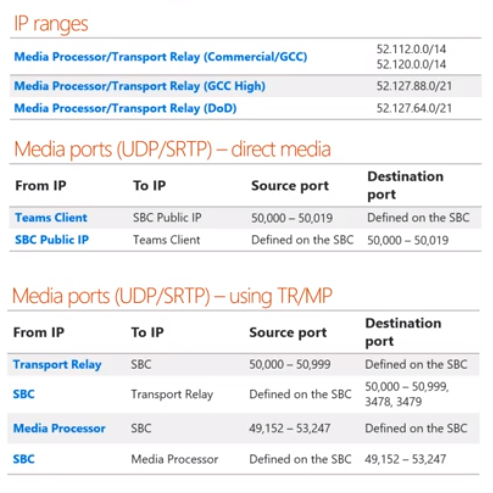 IP ranges
Media Processor/Transport Relay (Commercial/GCC) 52.112.0.0/14
52.120.0.0/14
Media Processor/Transport Relay (GCC High) 52.127.88.0/21
Media Processor/Transport Relay (DoD) 52.127.64.0/21
Media ports (UDP/SRTP) – direct media
From IP To IP Source port Destination port
Teams Client SBC Public IP 50,000 – 50,019 Defined on the SBC
SBC Public IP Teams Client Defined on the SBC 50,000 – 50,019
Media ports (UDP/SRTP) – using TR/MP
From IP To IP Source port Destination port
Transport Relay SBC 50,000 – 50,999 Defined on the SBC
SBC Transport Relay Defined on the SBC 50,000 – 50,999, 3478, 3479
Media Processor SBC 49,152 – 53,247 Defined on the SBC
SBC Media Processor Defined on the SBC 49,152 – 53,247